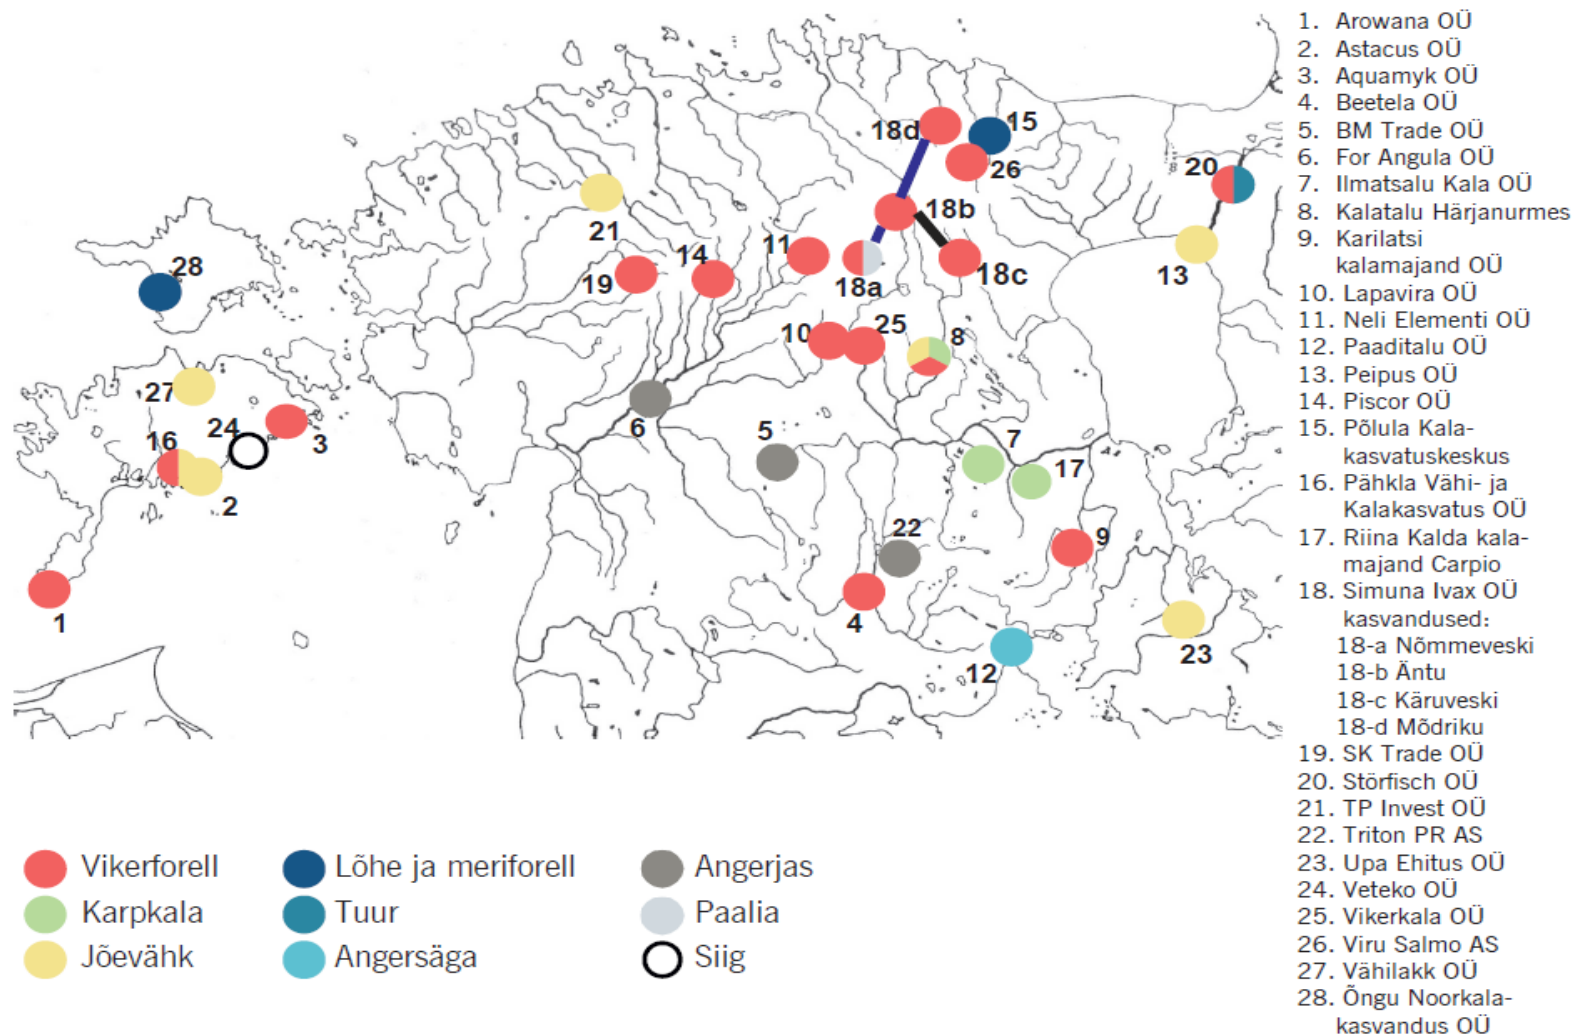 18d
15
26
20
18b
21
11
14
13
28
19
18a
18c
10
25
8
27
24
3
6
5
7
16
17
2
22
9
1
4
12
23
Vikerforell
Lõhe ja meriforell
Angerjas
Karpkala
Tuur
Paalia
Jõevähk
Angersäga
Siig
1. Arowana OÜ
2. Astacus OÜ
3. Aquamyk OÜ
4. Beetela OÜ
5. BM Trade OÜ
6. For Angula OÜ
7. Ilmatsalu Kala OÜ
8. Kalatalu Härjanurmes
9. Karilatsi
kalamajand OÜ
10. Lapavira OÜ
11. Neli Elementi OÜ
12. Paaditalu OÜ
13. Peipus OÜ
14. Piscor OÜ
15. Põlula Kala-
kasvatuskeskus
16. Pähkla Vähi- ja
Kalakasvatus OÜ
17. Riina Kalda kala-
majand Carpio
18. Simuna Ivax OÜ
kasvandused:
18-a Nõmmeveski
18-b Äntu
18-c Käruveski
18-d Mõdriku
19. SK Trade OÜ
20. Störfisch OÜ
21. TP Invest OÜ
22. Triton PR AS
23. Upa Ehitus OÜ
24. Veteko OÜ
25. Vikerkala OÜ
26. Viru Salmo AS
27. Vähilakk OÜ
28. Õngu Noorkala-
kasvandus OÜ